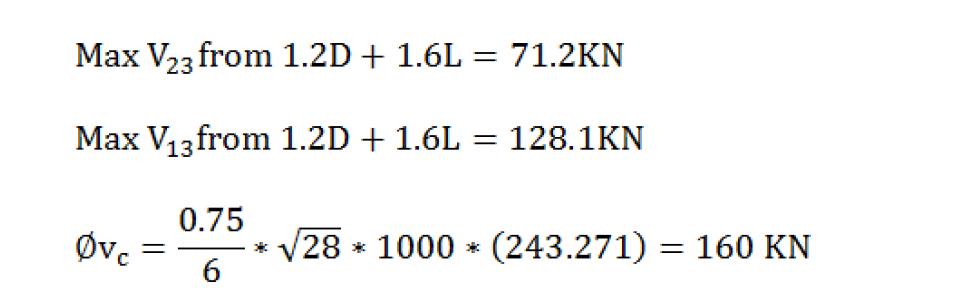 Max V₂₃ from 1.2D + 1.6L = 71.2KN
Max V₁₃ from 1.2D + 1.6L = 128.1KN
Øv_c = 0.75/6 * √28 * 1000 * (243.271) = 160 KN